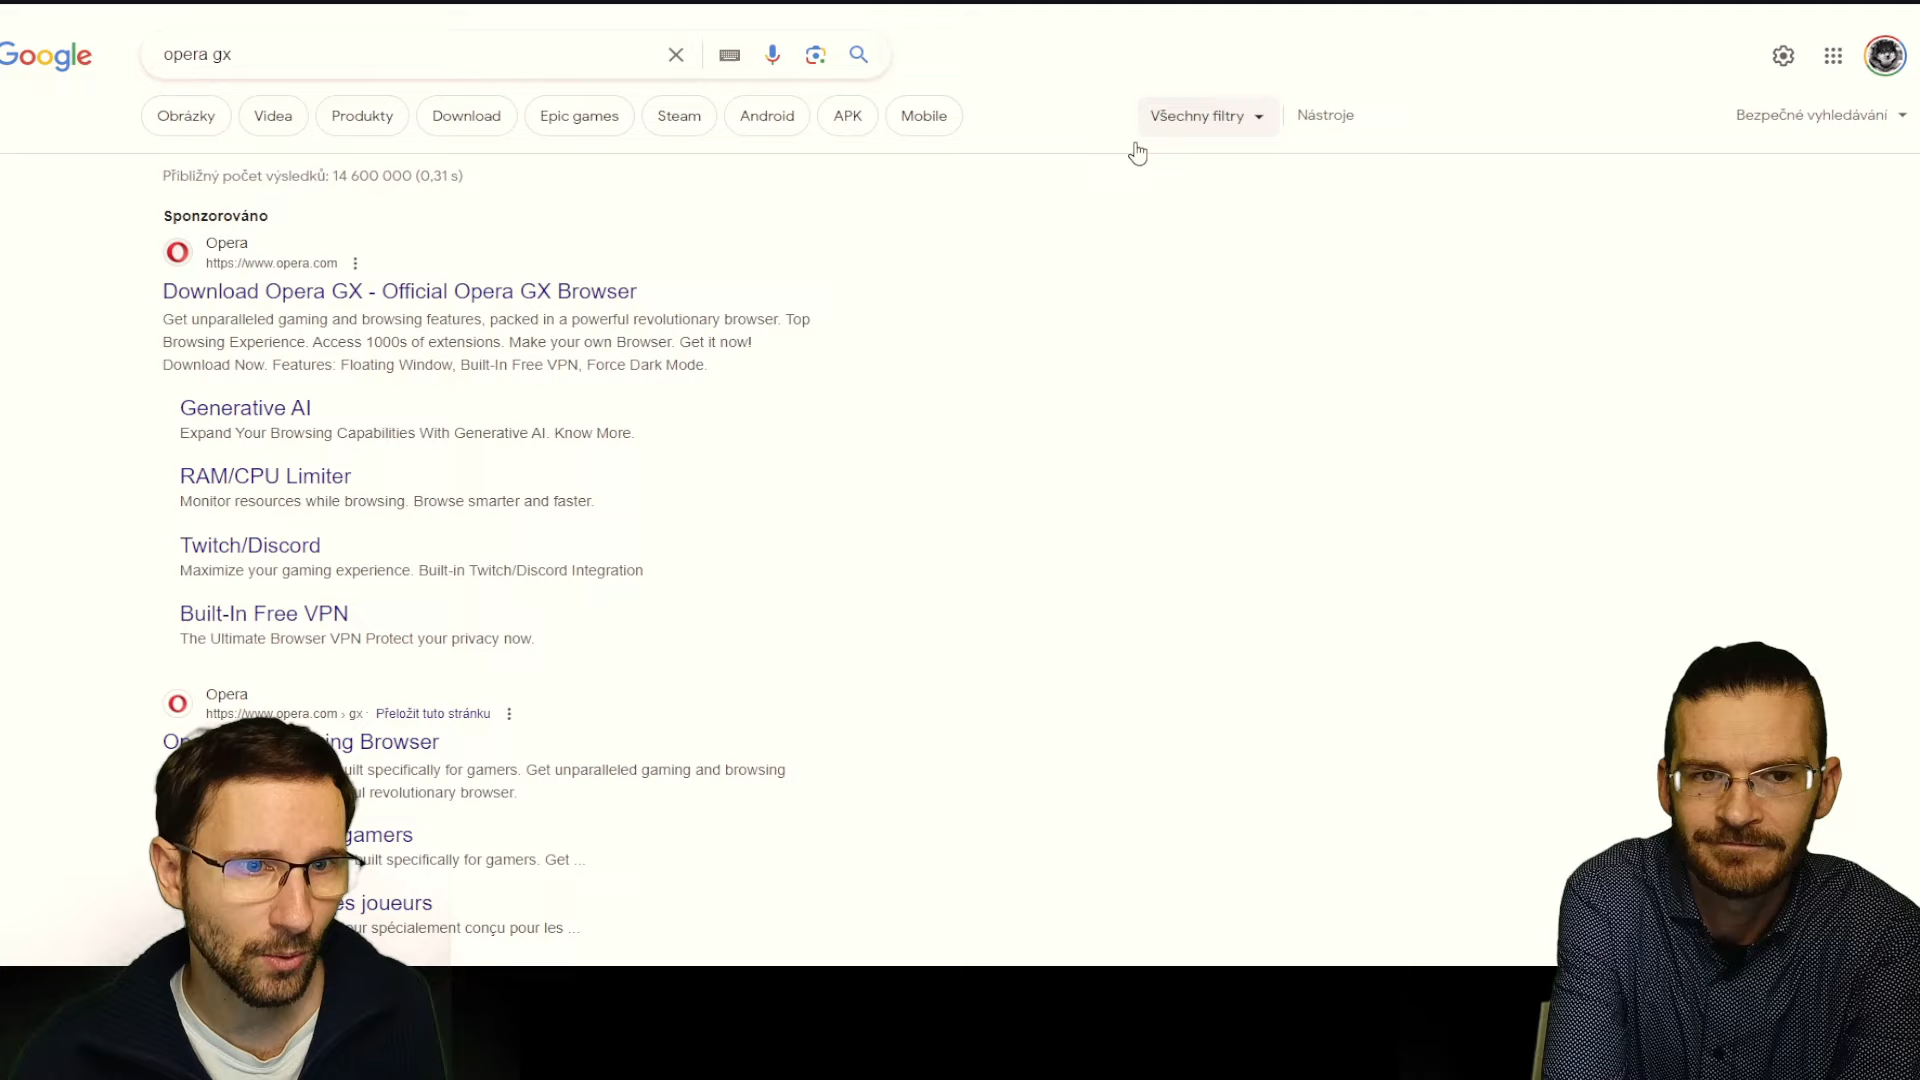 Google
opera gx
Obrázky Videa Produkty Download Epic games Steam Android APK Mobile Všechny filtry Nástroje Bezpečné vyhledávání
Přibližný počet výsledků: 14 600 000 (0,31 s)
Sponzorováno
Opera
https://www.opera.com
Download Opera GX - Official Opera GX Browser
Get unparalleled gaming and browsing features, packed in a powerful revolutionary browser. Top
Browsing Experience. Access 1000s of extensions. Make your own Browser. Get it now!
Download Now. Features: Floating Window, Built-In Free VPN, Force Dark Mode.
Generative AI
Expand Your Browsing Capabilities With Generative AI. Know More.
RAM/CPU Limiter
Monitor resources while browsing. Browse smarter and faster.
Twitch/Discord
Maximize your gaming experience. Built-in Twitch/Discord Integration
Built-In Free VPN
The Ultimate Browser VPN Protect your privacy now.
Opera
https://www.opera.com › gx · Přeložit tuto stránku
Browser
specifically for gamers. Get unparalleled gaming and browsing
revolutionary browser.
gamers
specifically for gamers. Get ...
joueurs
spécialement conçu pour les ...